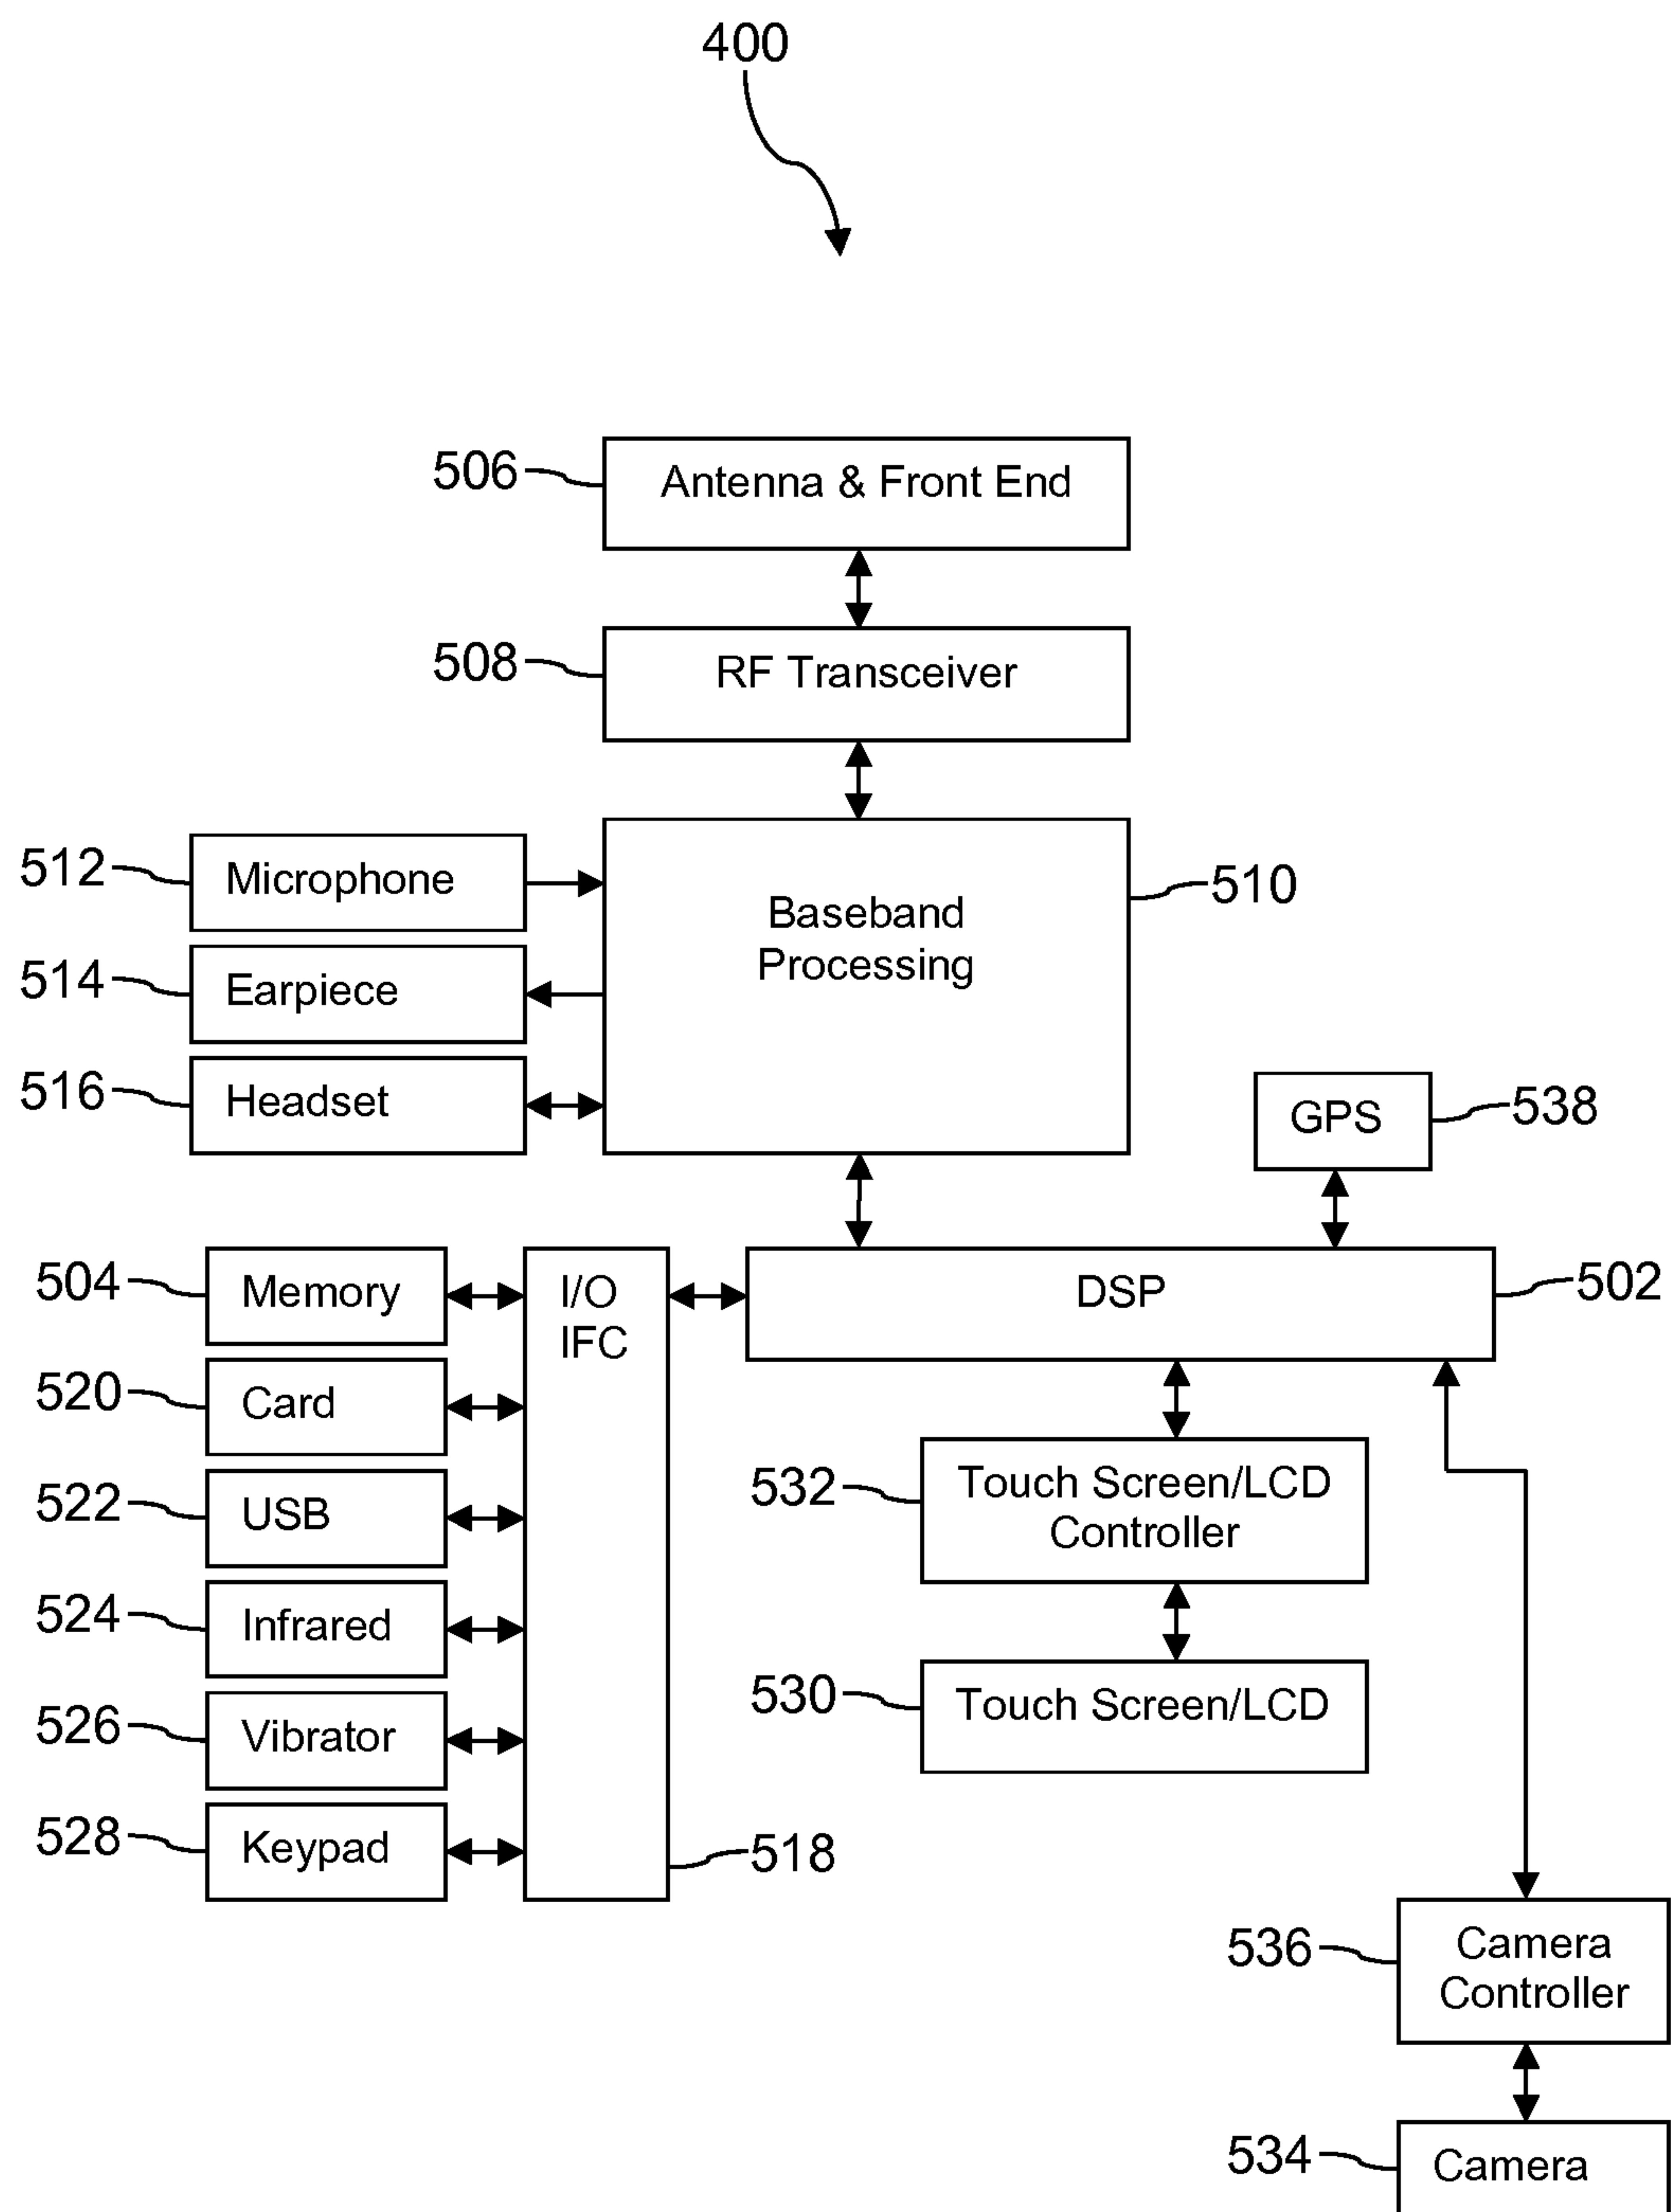 400
506
Antenna & Front End
508
RF Transceiver
512
Microphone
Baseband
Processing
510
514
Earpiece
516
Headset
GPS
538
504
Memory
I/O
IFC
DSP
502
520
Card
522
USB
532
Touch Screen/LCD
Controller
524
Infrared
530
Touch Screen/LCD
526
Vibrator
528
Keypad
518
536
Camera
Controller
534
Camera